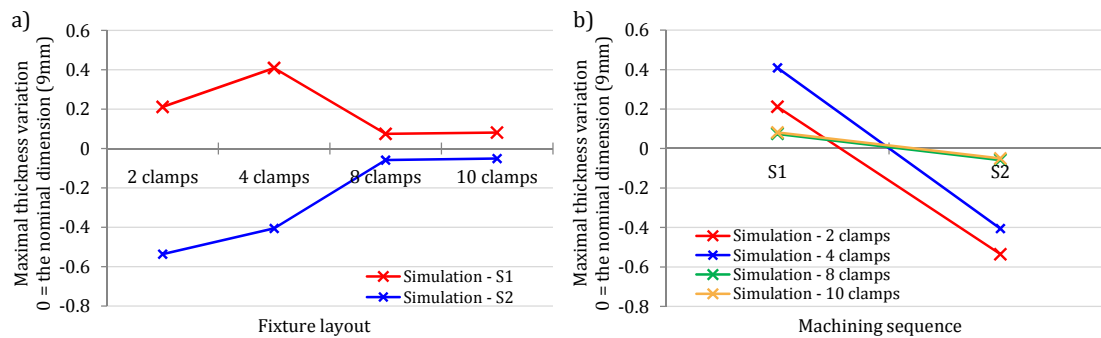 a)
Maximal thickness variation
0 = the nominal dimension (9mm)
0.6
0.4
0.2
0
-0.2
-0.4
-0.6
-0.8
2 clamps
4 clamps
8 clamps
10 clamps
Simulation - S1
Simulation - S2
Fixture layout
b)
Maximal thickness variation
0 = the nominal dimension (9mm)
0.6
0.4
0.2
0
-0.2
-0.4
-0.6
-0.8
S1
S2
Simulation - 2 clamps
Simulation - 4 clamps
Simulation - 8 clamps
Simulation - 10 clamps
Machining sequence